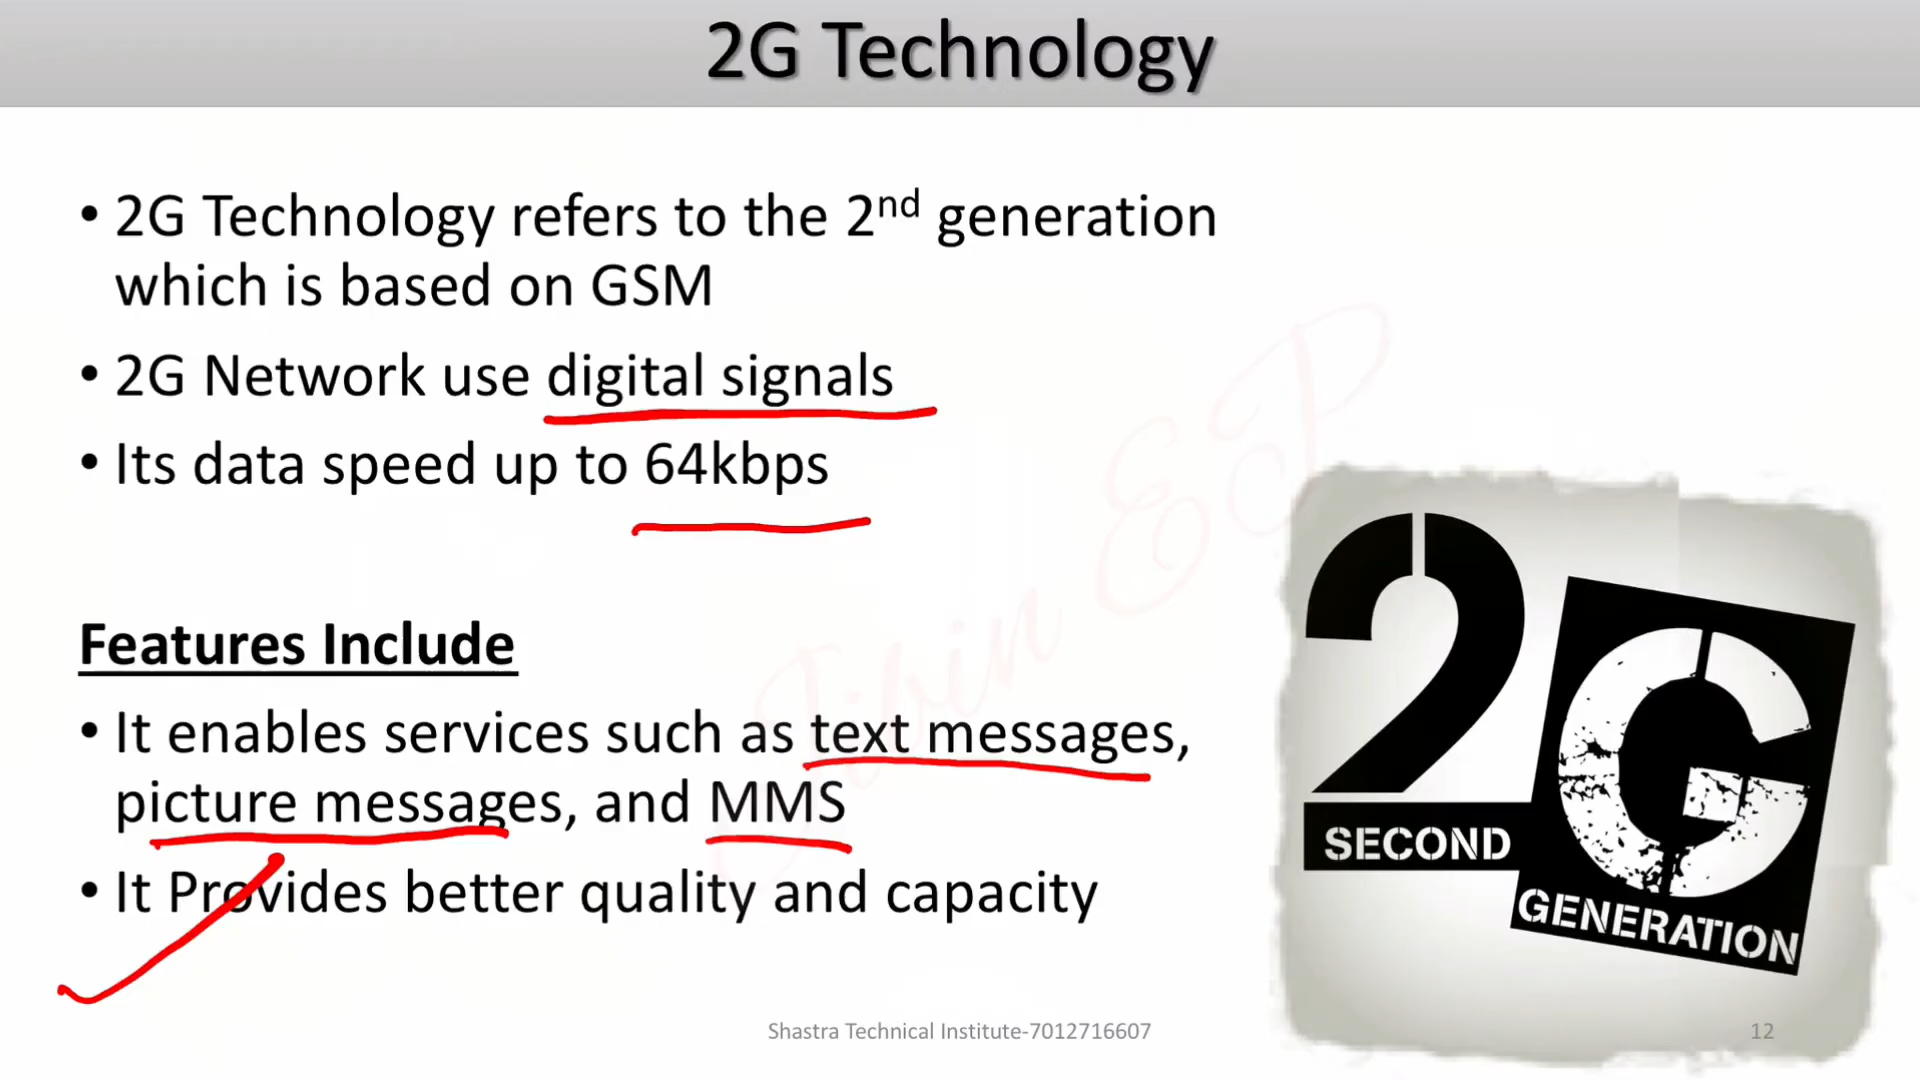 2G Technology
• 2G Technology refers to the 2nd generation
which is based on GSM
• 2G Network use digital signals
• Its data speed up to 64kbps
Features Include
• It enables services such as text messages,
picture messages, and MMS
• It Provides better quality and capacity
Jibin EP
2G
SECOND
GENERATION
Shastra Technical Institute-7012716607
12